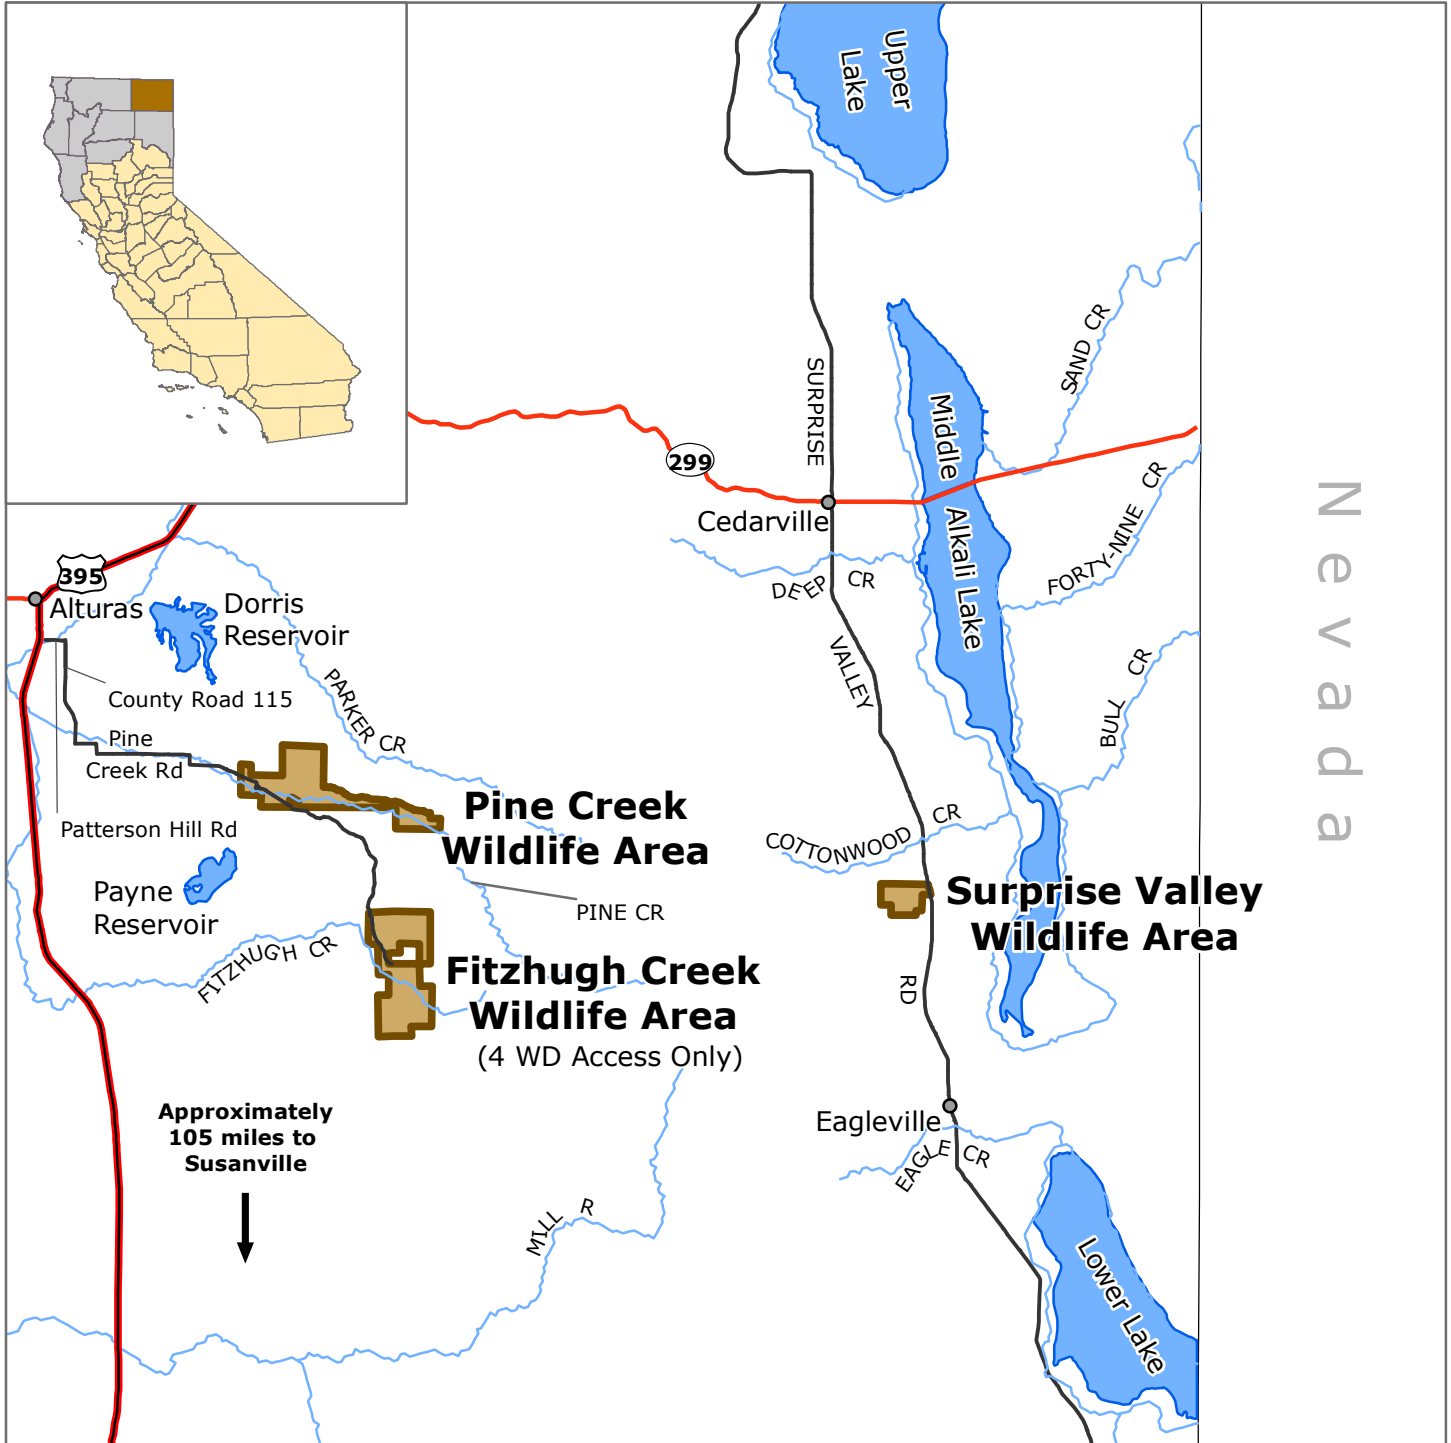 Upper
Lake
SAND CR
SURPRISE
Middle
Alkali Lake
299
Cedarville
FORTY-NINE CR
DEEP CR
Nevada
395
Alturas
Dorris
Reservoir
VALLEY
BULL CR
PARKER CR
County Road 115
Pine
Creek Rd
Patterson Hill Rd
Pine Creek
Wildlife Area
COTTONWOOD CR
Payne
Reservoir
PINE CR
Surprise Valley
Wildlife Area
FITZHUGH CR
Fitzhugh Creek
Wildlife Area
(4 WD Access Only)
RD
Approximately
105 miles to
Susanville
Eagleville
EAGLE CR
MILL R
Lower Lake